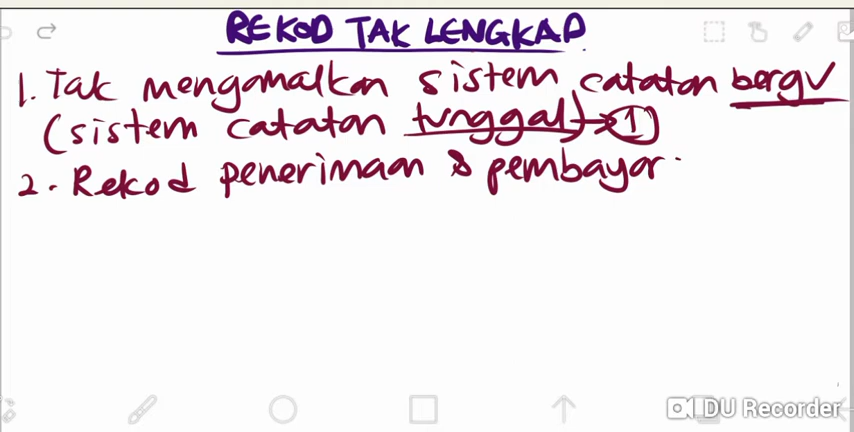 REKOD TAK LENGKAP
1. Tak mengamalkan sistem catatan bergu
(sistem catatan tunggal) → 1
2. Rekod penerimaan & pembayar
DU Recorder